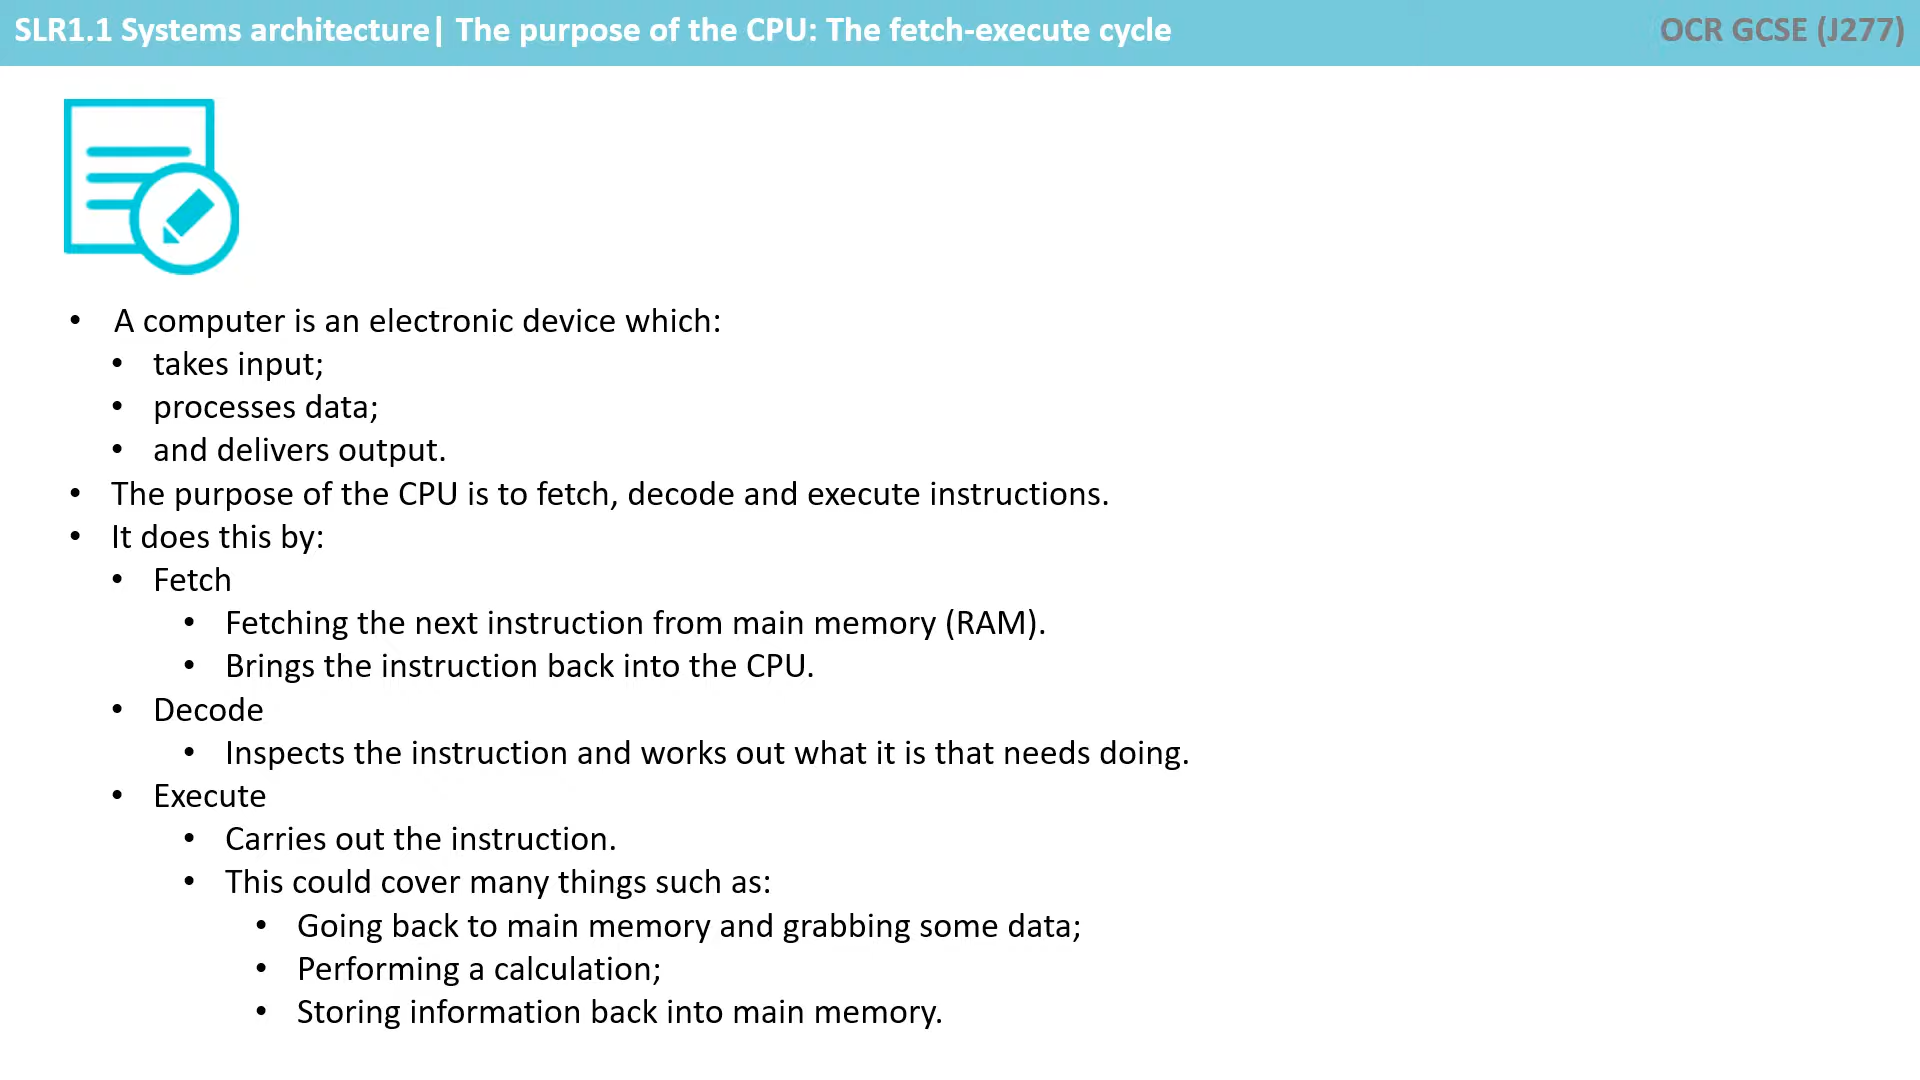 SLR1.1 Systems architecture| The purpose of the CPU: The fetch-execute cycle
OCR GCSE (J277)
• A computer is an electronic device which:
• takes input;
• processes data;
• and delivers output.
• The purpose of the CPU is to fetch, decode and execute instructions.
• It does this by:
• Fetch
• Fetching the next instruction from main memory (RAM).
• Brings the instruction back into the CPU.
• Decode
• Inspects the instruction and works out what it is that needs doing.
• Execute
• Carries out the instruction.
• This could cover many things such as:
• Going back to main memory and grabbing some data;
• Performing a calculation;
• Storing information back into main memory.